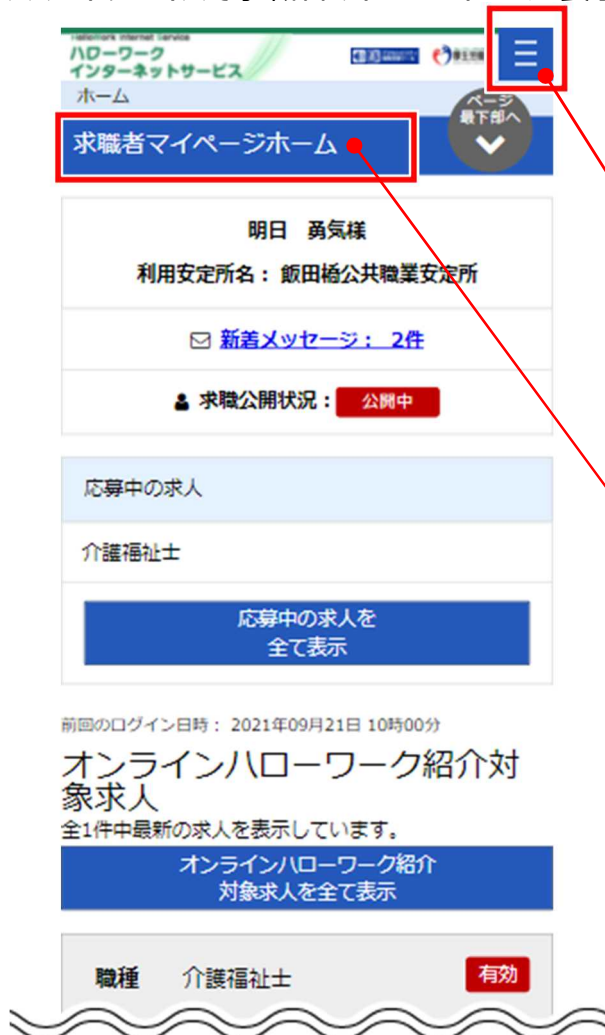 ハローワーク
インターネットサービス
ホーム
ページ
最下部へ
求職者マイページホーム
明日　勇気様
利用安定所名： 飯田橋公共職業安定所
新着メッセージ： 2件
求職公開状況： 公開中
応募中の求人
介護福祉士
応募中の求人を
全て表示
前回のログイン日時： 2021年09月21日 10時00分
オンラインハローワーク紹介対
象求人
全1件中最新の求人を表示しています。
オンラインハローワーク紹介
対象求人を全て表示
職種 介護福祉士 有効